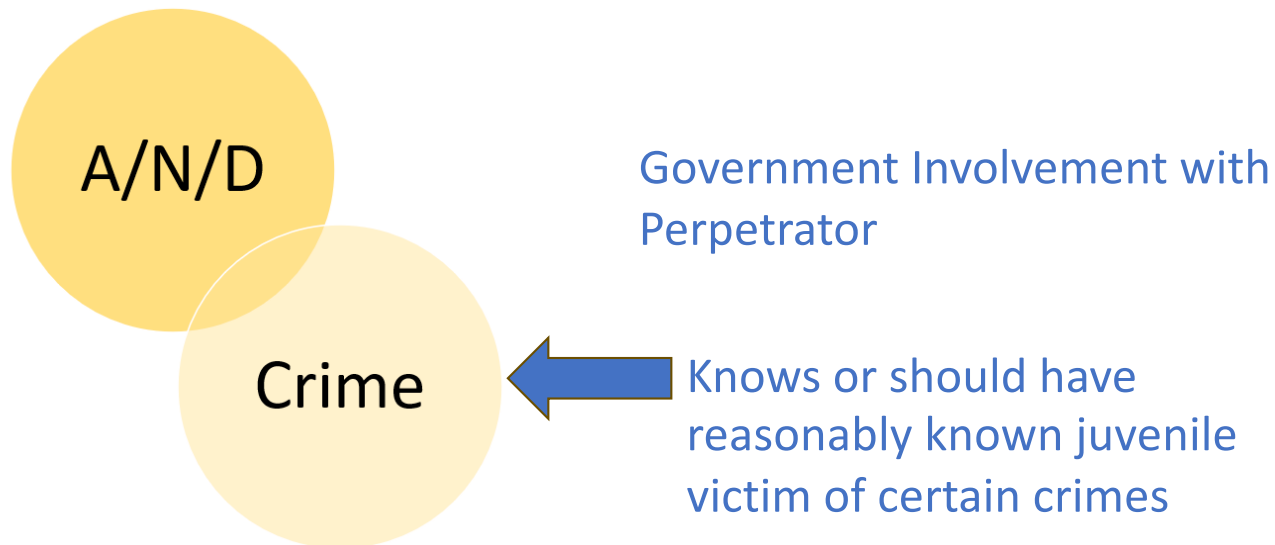 A/N/D
Government Involvement with
Perpetrator
Crime
Knows or should have
reasonably known juvenile
victim of certain crimes